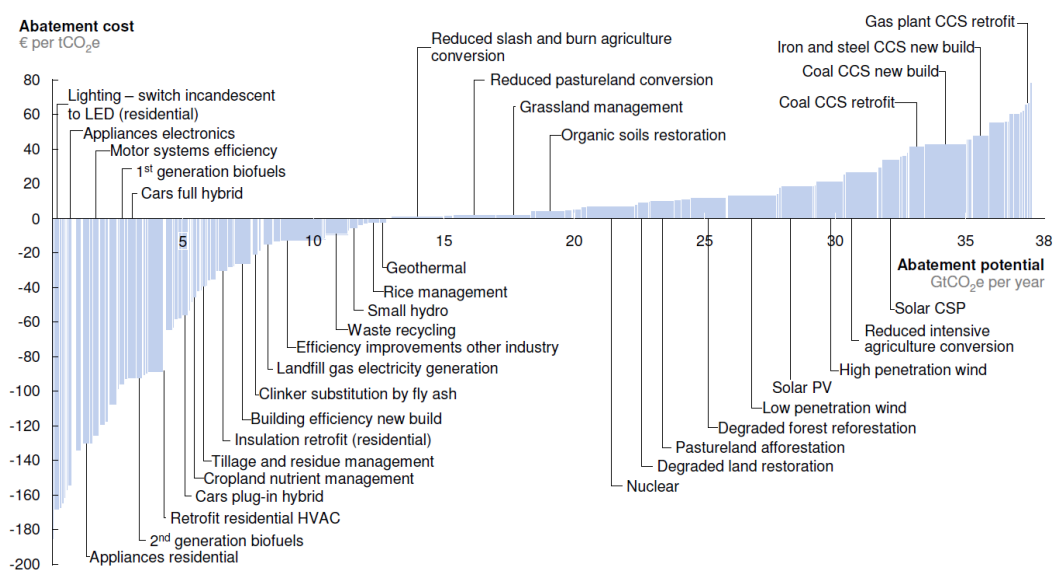 Abatement cost
€ per tCO₂e
Gas plant CCS retrofit
Iron and steel CCS new build
Coal CCS new build
Coal CCS retrofit
Reduced slash and burn agriculture
conversion
Reduced pastureland conversion
Grassland management
Organic soils restoration
Lighting – switch incandescent
to LED (residential)
Appliances electronics
Motor systems efficiency
1st generation biofuels
Cars full hybrid
80
60
40
20
0
-20
-40
-60
-80
-100
-120
-140
-160
-180
-200
5
10
15
20
25
30
35
38
Abatement potential
GtCO₂e per year
Geothermal
Rice management
Small hydro
Waste recycling
Efficiency improvements other industry
Landfill gas electricity generation
Clinker substitution by fly ash
Building efficiency new build
Insulation retrofit (residential)
Tillage and residue management
Cropland nutrient management
Cars plug-in hybrid
Retrofit residential HVAC
2nd generation biofuels
Appliances residential
Solar CSP
Reduced intensive
agriculture conversion
High penetration wind
Solar PV
Low penetration wind
Degraded forest reforestation
Pastureland afforestation
Degraded land restoration
Nuclear